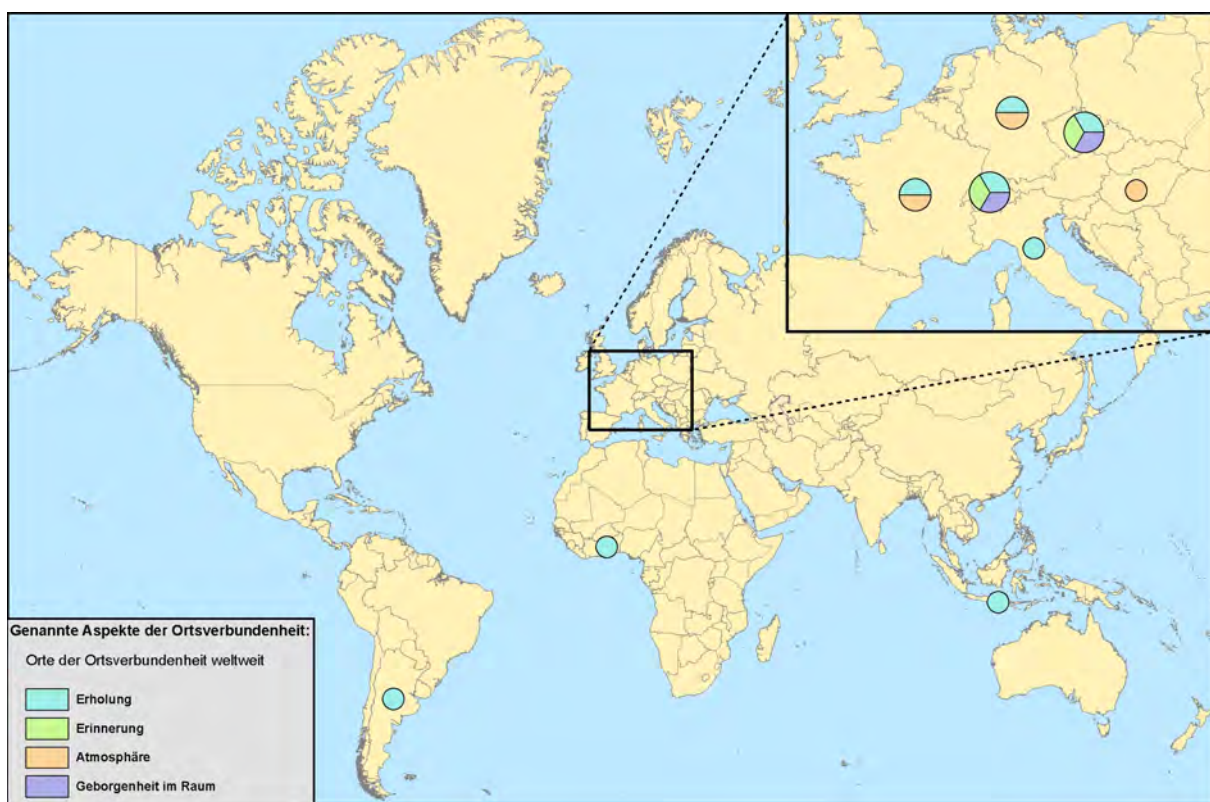 Genannte Aspekte der Ortsverbundenheit:
Orte der Ortsverbundenheit weltweit
Erholung
Erinnerung
Atmosphäre
Geborgenheit im Raum